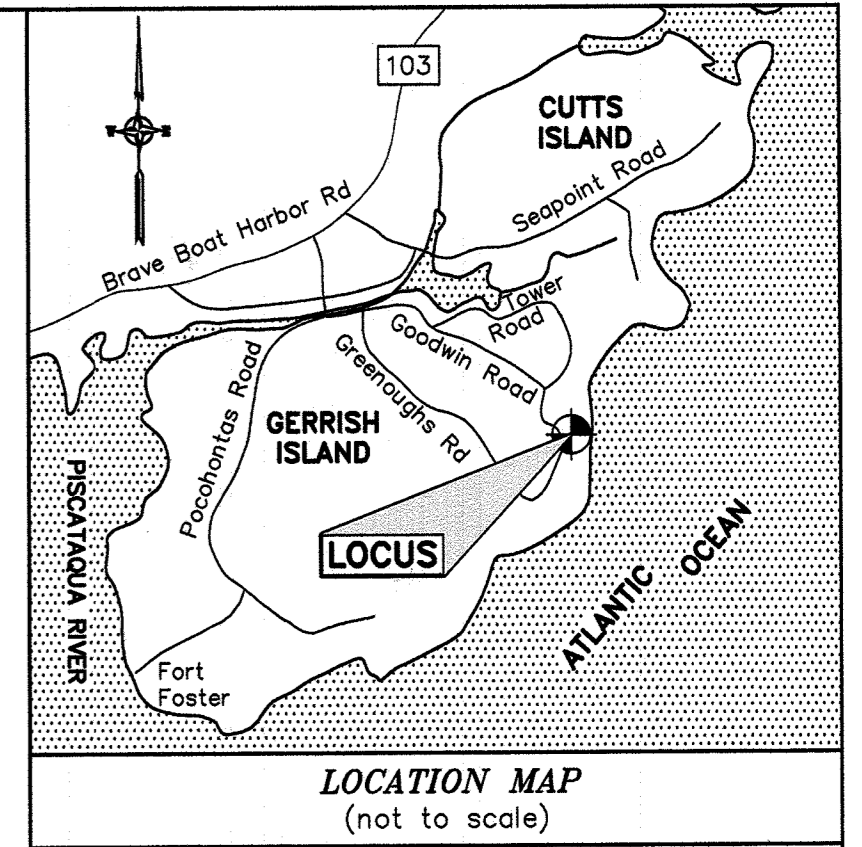 103
CUTTS
ISLAND
Seapoint Road
Brave Boat Harbor Rd
Tower
Road
Goodwin Road
Greenoughs Rd
Pocohontas Road
GERRISH
ISLAND
LOCUS
PISCATAQUA RIVER
ATLANTIC OCEAN
Fort
Foster
LOCATION MAP
(not to scale)